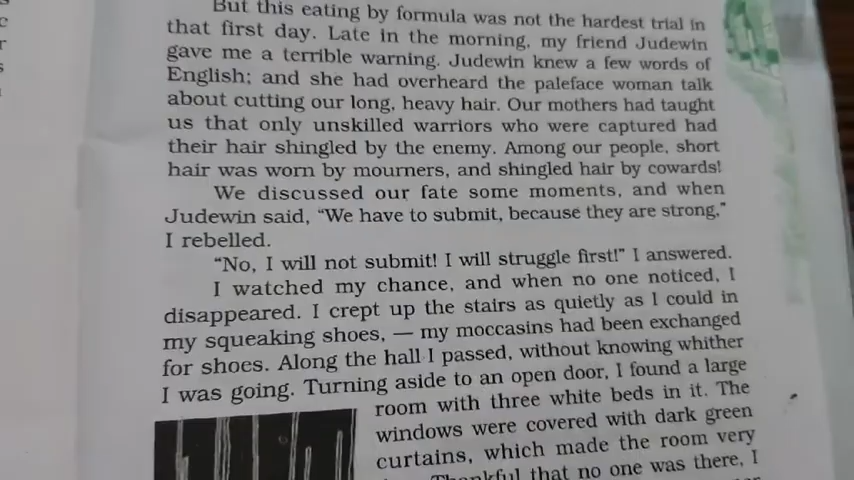 But this eating by formula was not the hardest trial in
that first day. Late in the morning, my friend Judewin
gave me a terrible warning. Judewin knew a few words of
English; and she had overheard the paleface woman talk
about cutting our long, heavy hair. Our mothers had taught
us that only unskilled warriors who were captured had
their hair shingled by the enemy. Among our people, short
hair was worn by mourners, and shingled hair by cowards!
We discussed our fate some moments, and when
Judewin said, “We have to submit, because they are strong,”
I rebelled.
“No, I will not submit! I will struggle first!” I answered.
I watched my chance, and when no one noticed, I
disappeared. I crept up the stairs as quietly as I could in
my squeaking shoes, — my moccasins had been exchanged
for shoes. Along the hall I passed, without knowing whither
I was going. Turning aside to an open door, I found a large
room with three white beds in it. The
windows were covered with dark green
curtains, which made the room very
Thankful that no one was there, I